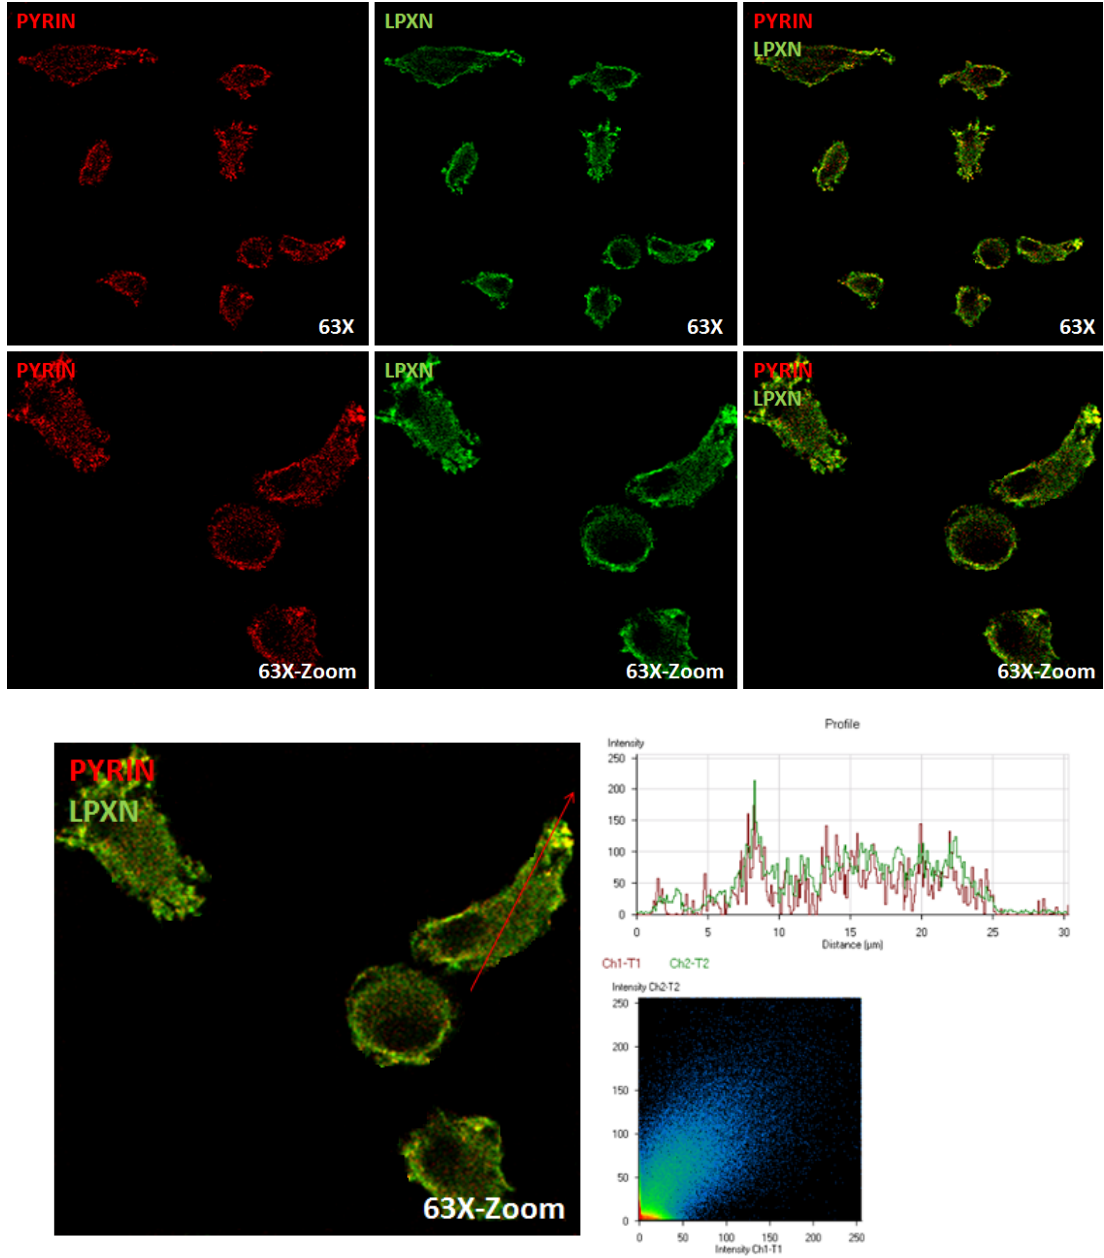 PYRIN
LPXN
PYRIN
LPXN
63X
63X
63X
PYRIN
LPXN
PYRIN
LPXN
63X-Zoom
63X-Zoom
63X-Zoom
PYRIN
LPXN
63X-Zoom
Profile
Intensity
250
200
150
100
50
0
0 5 10 15 20 25 30
Distance (µm)
Ch1-T1 Ch2-T2
Intensity Ch2-T2
250
200
150
100
50
0
0 50 100 150 200 250
Intensity Ch1-T1